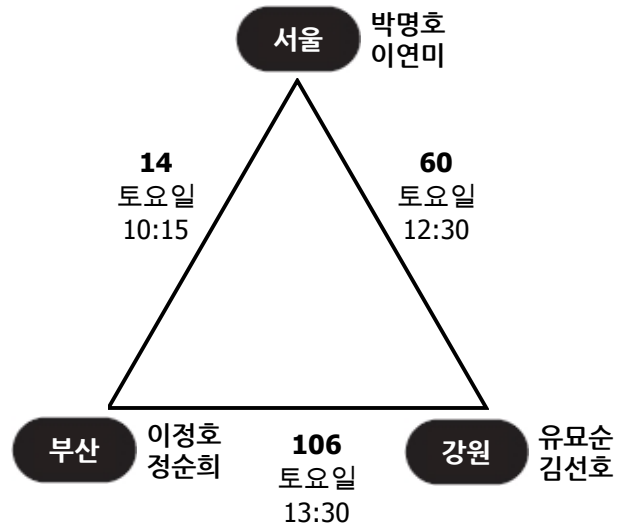 서울
박명호
이연미
14
토요일
10:15
60
토요일
12:30
부산
이정호
정순희
106
토요일
13:30
강원
유묘순
김선호